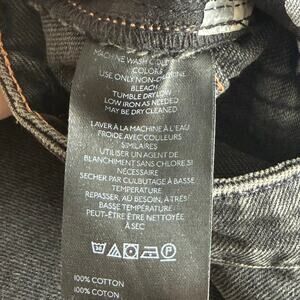 MACHINE WASH COLD
COLORS
USE ONLY NON-CHLORINE
BLEACH
TUMBLE DRY LOW
LOW IRON AS NEEDED
MAY BE DRY CLEANED
LAVER À LA MACHINE À L'EAU
FROIDE AVEC COULEURS
SIMILAIRES
UTILISER UN AGENT DE
BLANCHIMENT SANS CHLORE SI
NÉCESSAIRE
SECHER PAR CULBUTAGE À BASSE
TEMPERATURE
REPASSER, AU BESOIN, À TRÈS
BASSE TEMPÉRATURE
PEUT-ÊTRE ÊTRE NETTOYÉE
À SEC
P
100% COTTON
100% COTON